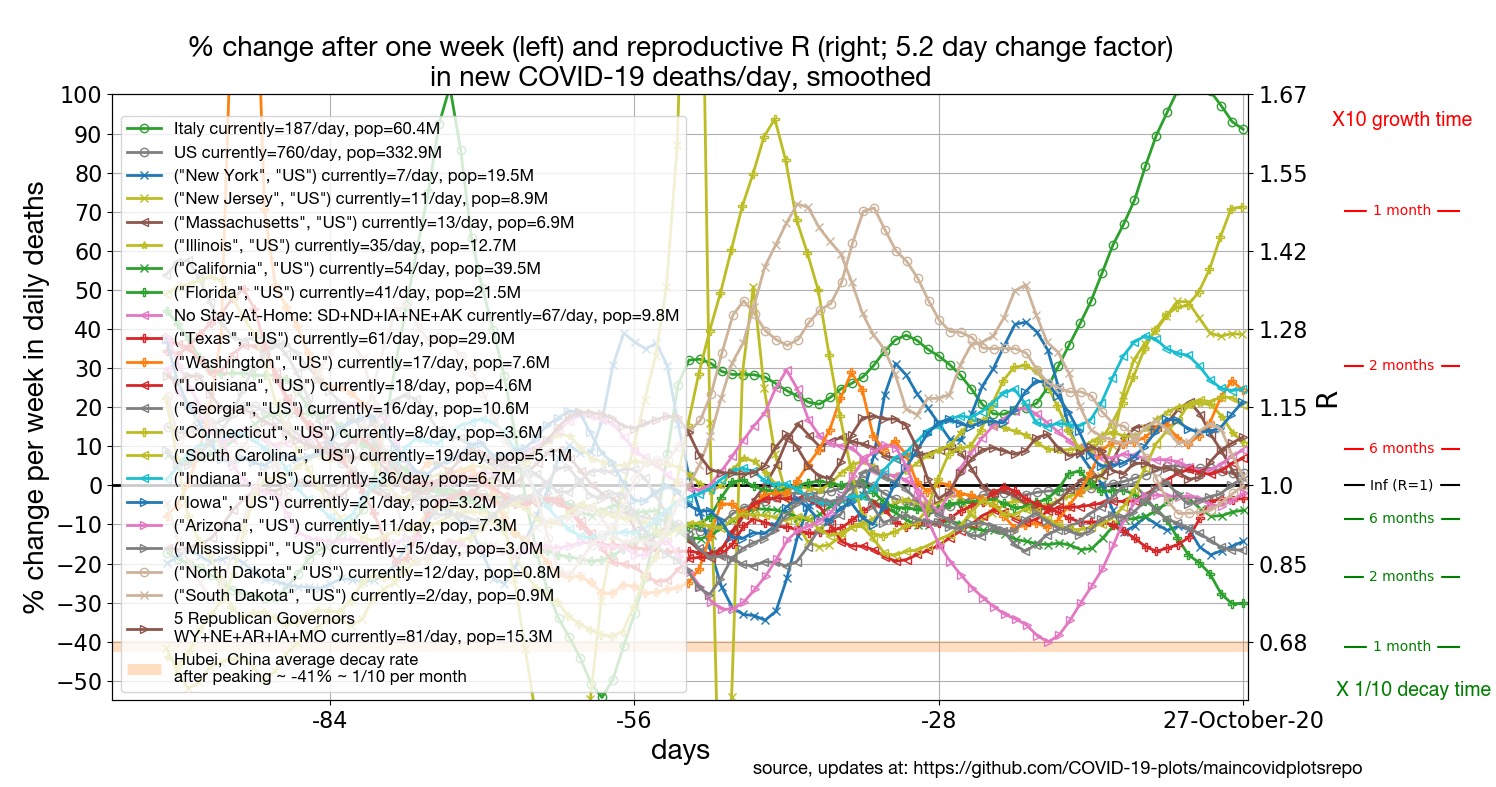 % change after one week (left) and reproductive R (right; 5.2 day change factor)
in new COVID-19 deaths/day, smoothed
% change per week in daily deaths
100
90
80
70
60
50
40
30
20
10
0
−10
−20
−30
−40
−50
Italy currently=187/day, pop=60.4M
US currently=760/day, pop=332.9M
("New York", "US") currently=7/day, pop=19.5M
("New Jersey", "US") currently=11/day, pop=8.9M
("Massachusetts", "US") currently=13/day, pop=6.9M
("Illinois", "US") currently=35/day, pop=12.7M
("California", "US") currently=54/day, pop=39.5M
("Florida", "US") currently=41/day, pop=21.5M
No Stay-At-Home: SD+ND+IA+NE+AK currently=67/day, pop=9.8M
("Texas", "US") currently=61/day, pop=29.0M
("Washington", "US") currently=17/day, pop=7.6M
("Louisiana", "US") currently=18/day, pop=4.6M
("Georgia", "US") currently=16/day, pop=10.6M
("Connecticut", "US") currently=8/day, pop=3.6M
("South Carolina", "US") currently=19/day, pop=5.1M
("Indiana", "US") currently=36/day, pop=6.7M
("Iowa", "US") currently=21/day, pop=3.2M
("Arizona", "US") currently=11/day, pop=7.3M
("Mississippi", "US") currently=15/day, pop=3.0M
("North Dakota", "US") currently=12/day, pop=0.8M
("South Dakota", "US") currently=2/day, pop=0.9M
5 Republican Governors
WY+NE+AR+IA+MO currently=81/day, pop=15.3M
Hubei, China average decay rate
after peaking ~ -41% ~ 1/10 per month
1.67
1.55
1.42
1.28
1.15
1.0
0.85
0.68
R
X10 growth time
1 month
2 months
6 months
Inf (R=1)
6 months
2 months
1 month
X 1/10 decay time
-84
-56
-28
27-October-20
days
source, updates at: https://github.com/COVID-19-plots/maincovidplotsrepo